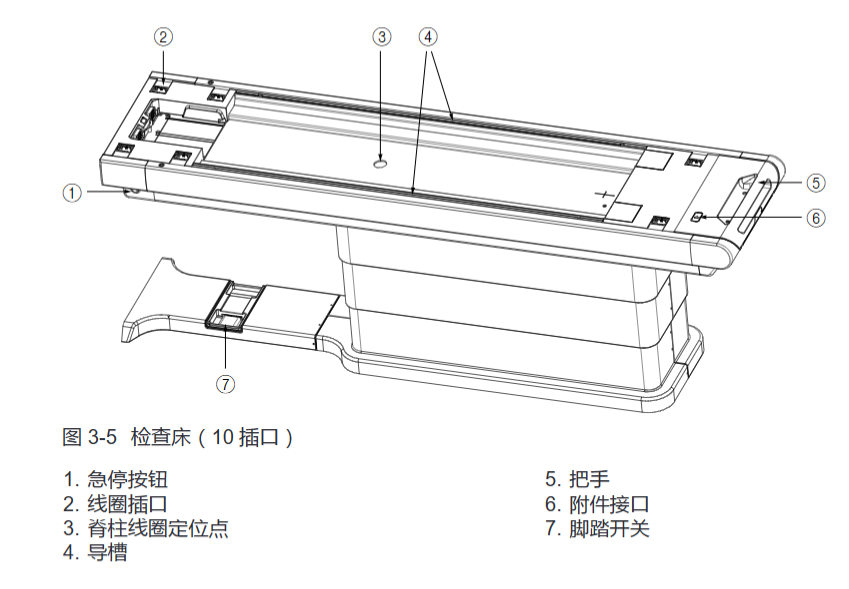 ② ③ ④
① ⑤
⑥
⑦
图 3-5 检查床（10 插口）
1. 急停按钮
2. 线圈插口
3. 脊柱线圈定位点
4. 导槽
5. 把手
6. 附件接口
7. 脚踏开关